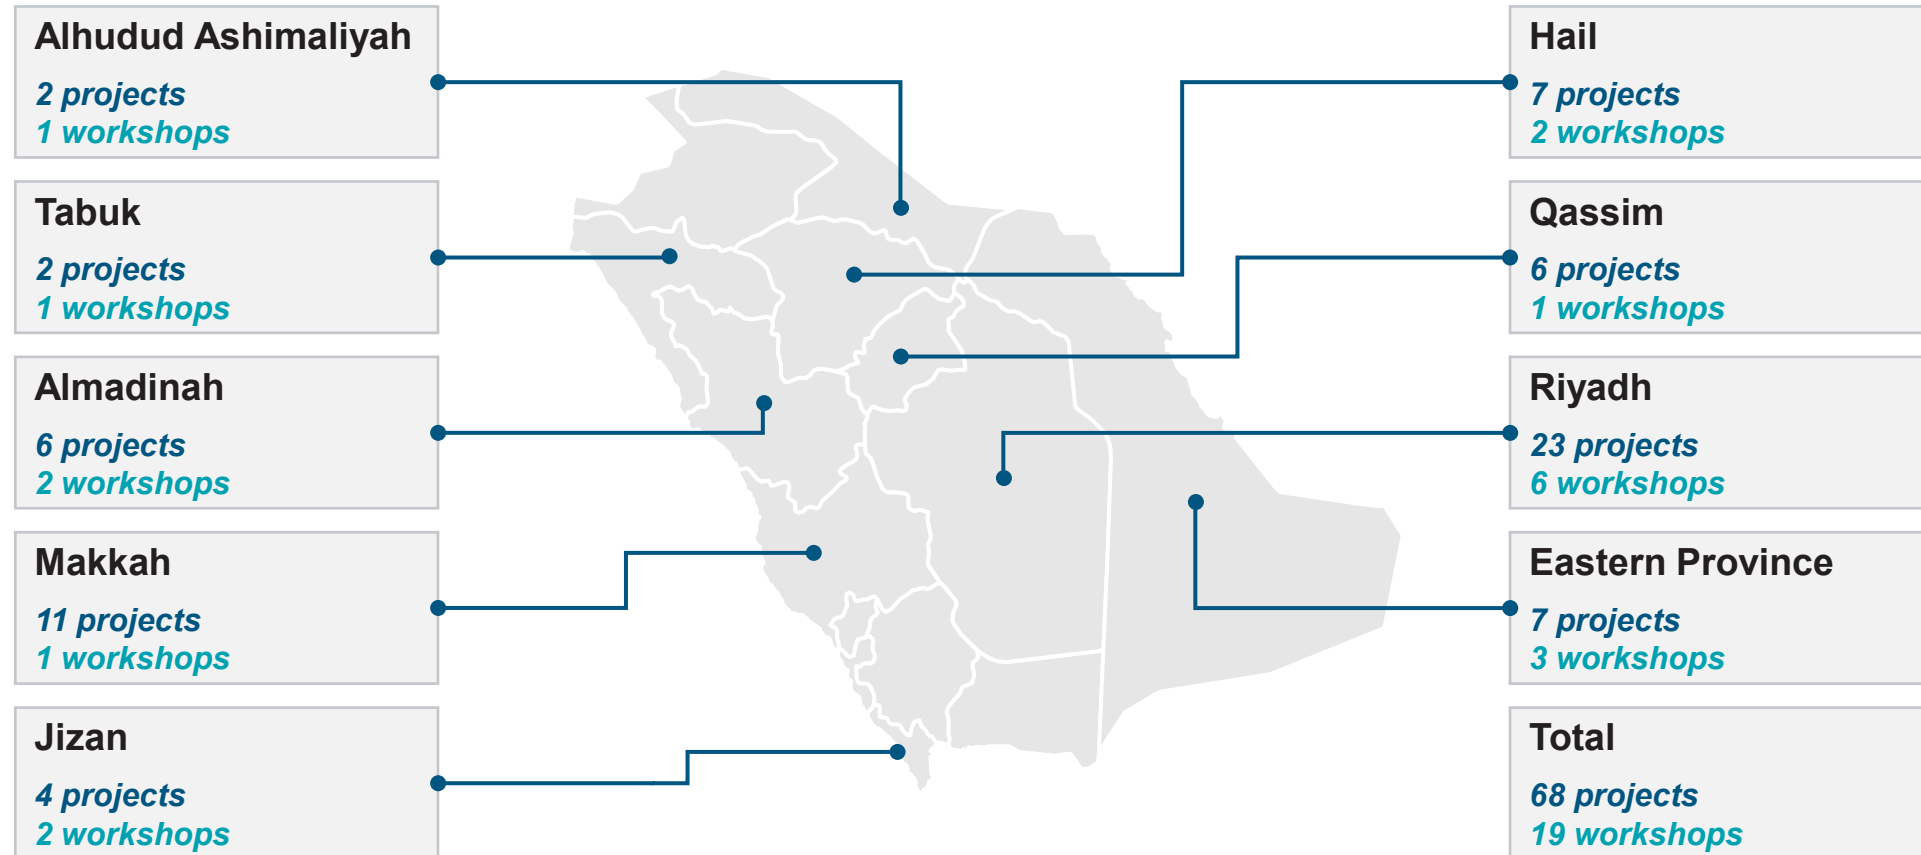 Alhudud Ashimaliyah
2 projects
1 workshops
Tabuk
2 projects
1 workshops
Almadinah
6 projects
2 workshops
Makkah
11 projects
1 workshops
Jizan
4 projects
2 workshops
Hail
7 projects
2 workshops
Qassim
6 projects
1 workshops
Riyadh
23 projects
6 workshops
Eastern Province
7 projects
3 workshops
Total
68 projects
19 workshops